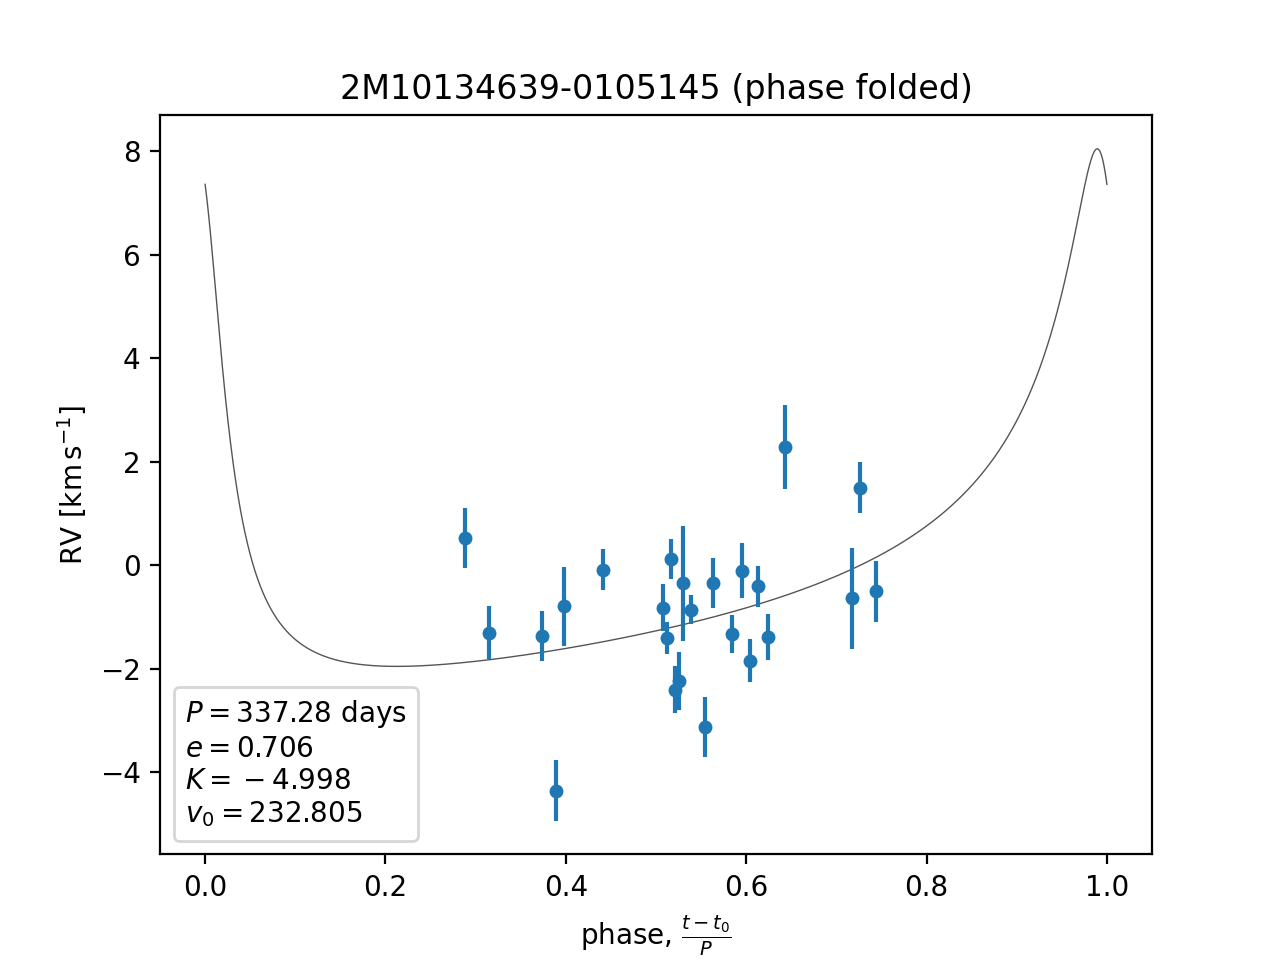 2M10134639-0105145 (phase folded)
8
6
4
2
0
−2
−4
RV [km s⁻¹]
P = 337.28 days
e = 0.706
K = −4.998
v₀ = 232.805
0.0 0.2 0.4 0.6 0.8 1.0
phase, (t − t₀)/P